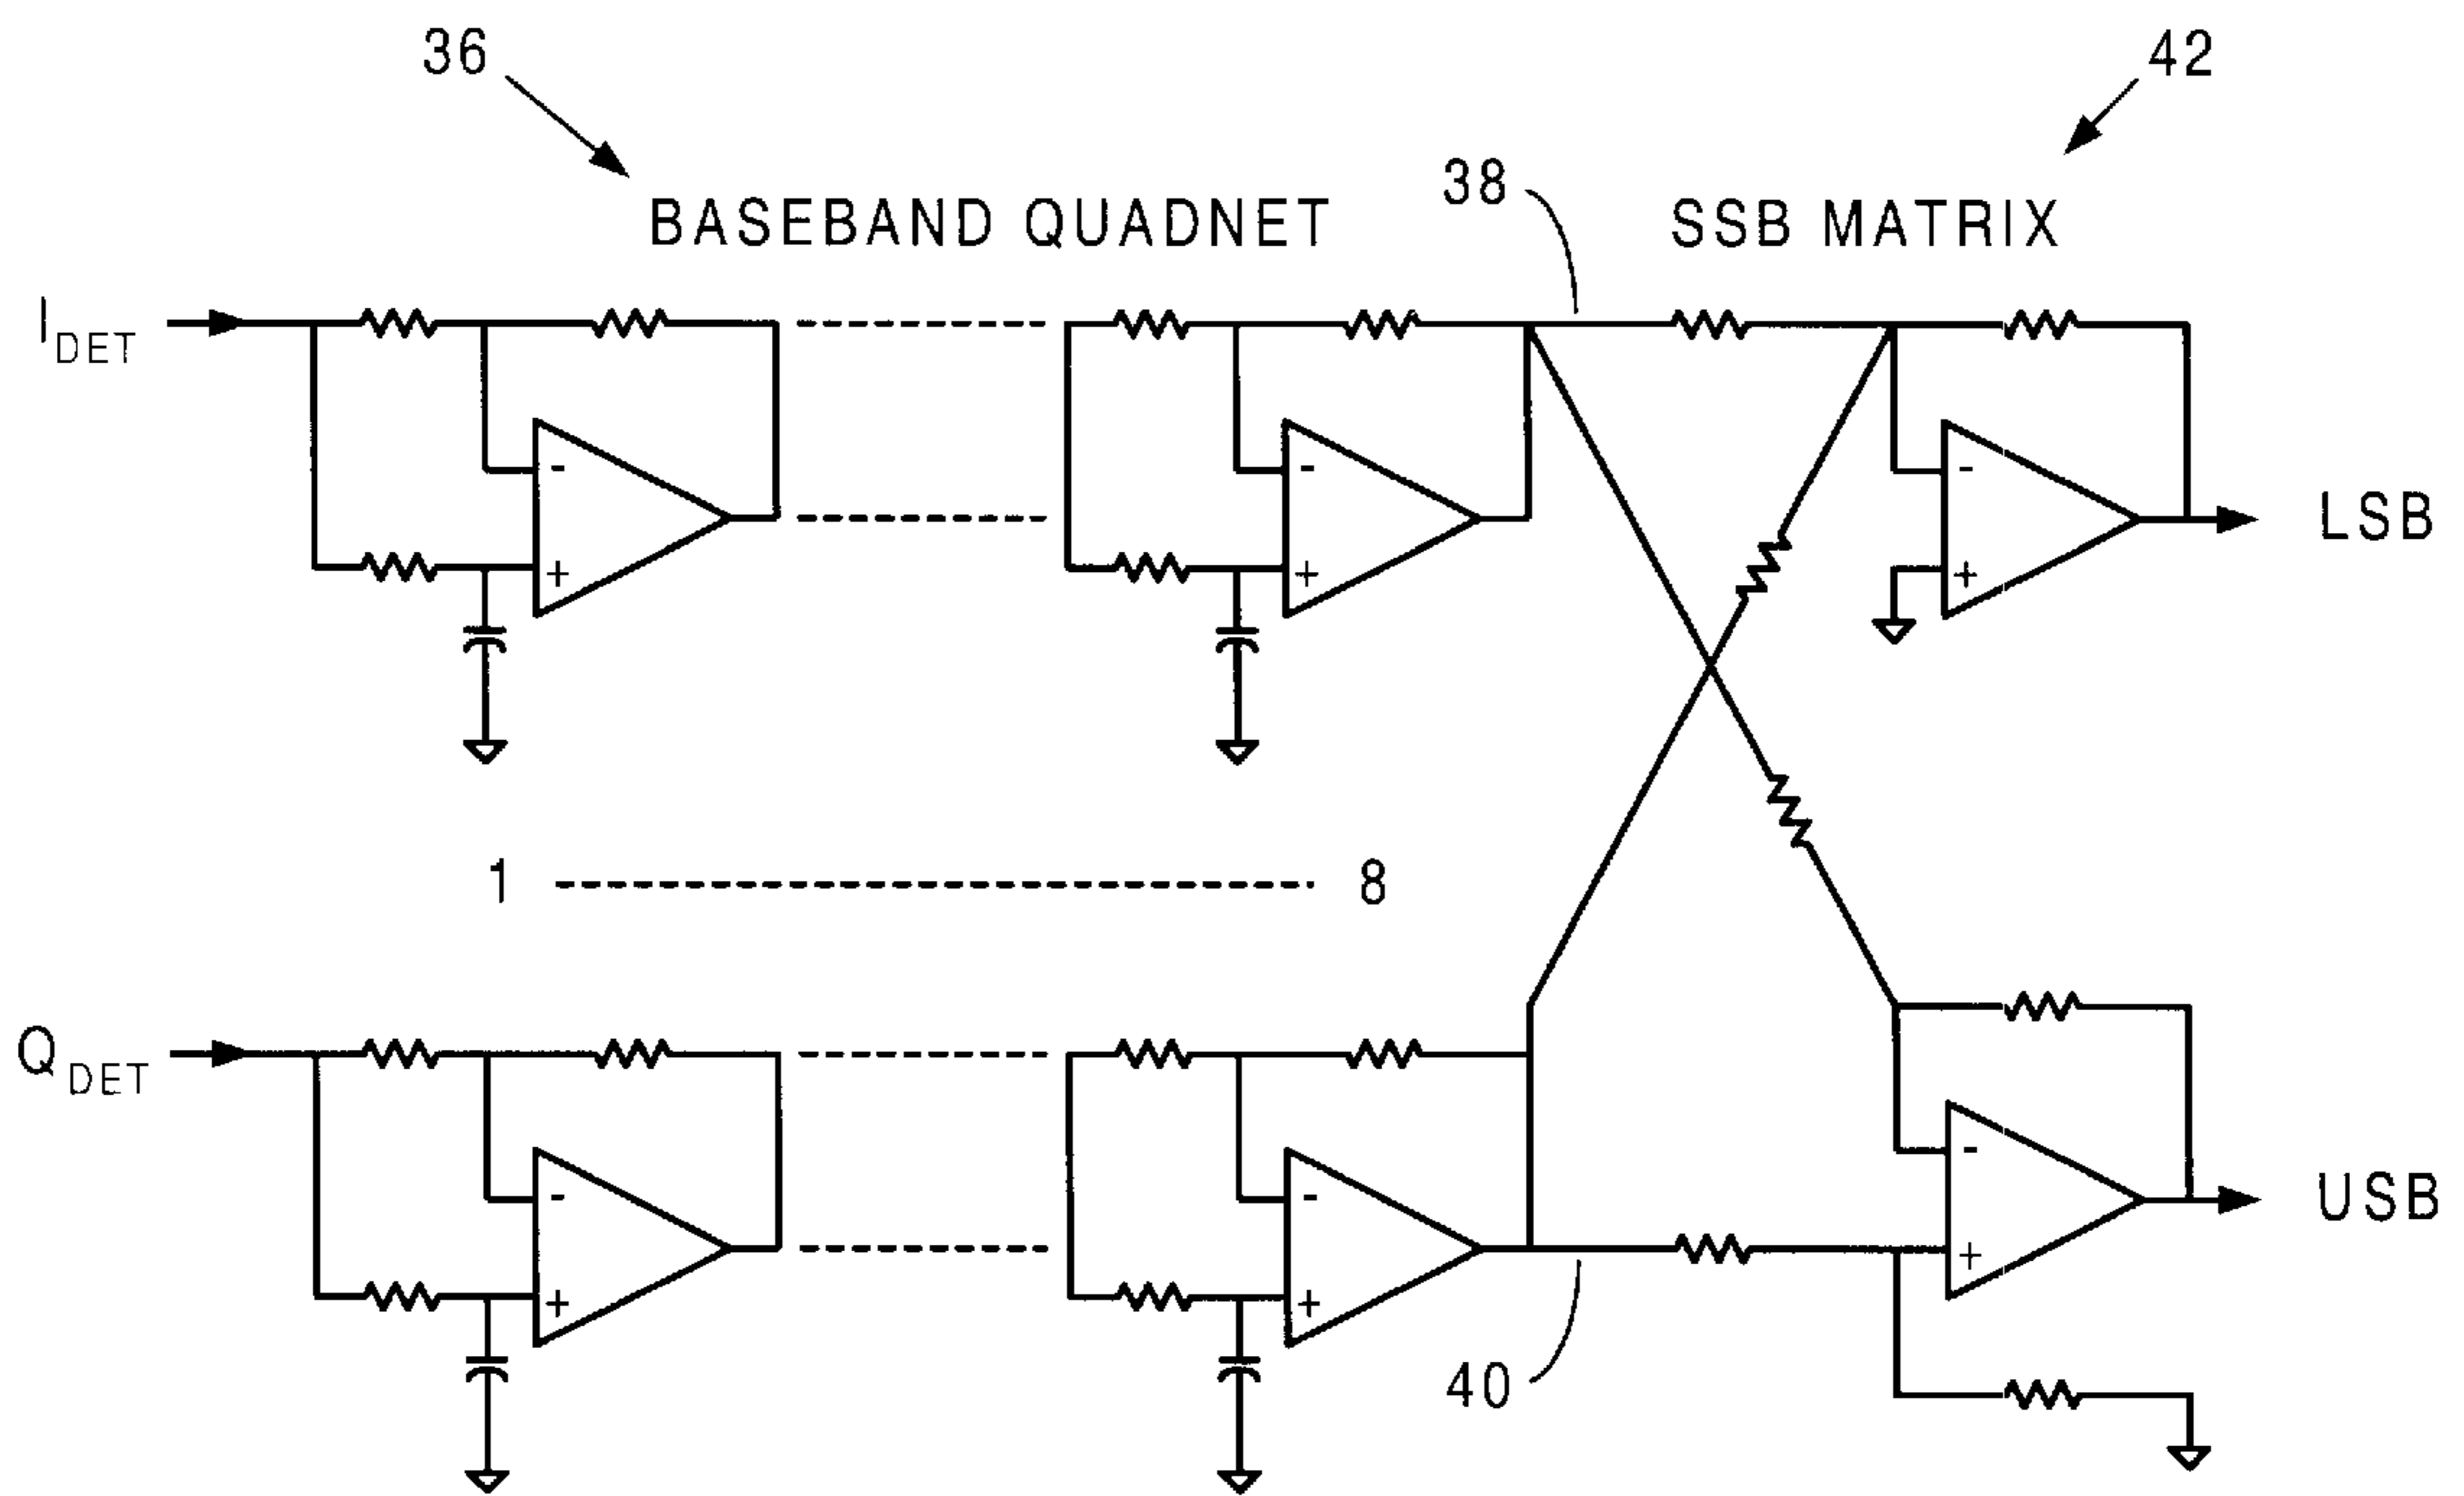 36
42
BASEBAND QUADNET
38
SSB MATRIX
I DET
-
+
-
+
-
+
LSB
1 8
Q DET
-
+
-
+
-
+
USB
40